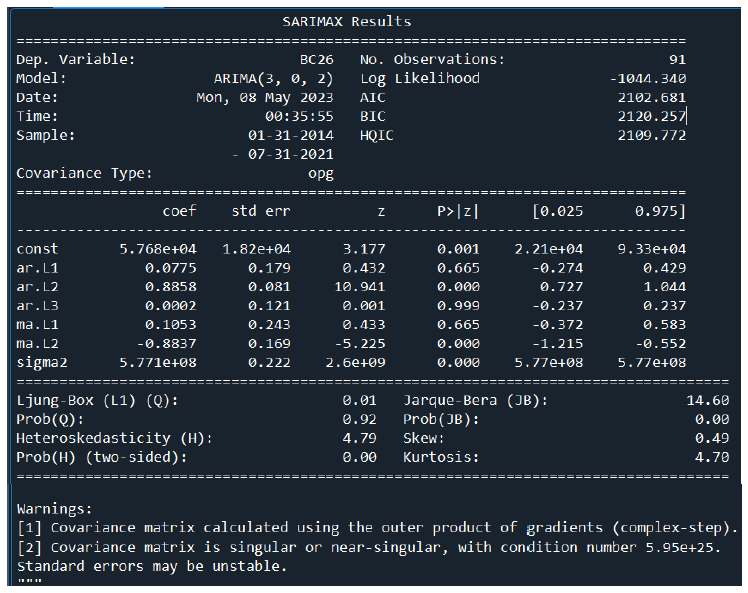 SARIMAX Results
==============================================================================
Dep. Variable: BC26 No. Observations: 91
Model: ARIMA(3, 0, 2) Log Likelihood -1044.340
Date: Mon, 08 May 2023 AIC 2102.681
Time: 00:35:55 BIC 2120.257
Sample: 01-31-2014 HQIC 2109.772
- 07-31-2021
Covariance Type: opg
==============================================================================
coef std err z P>|z| [0.025 0.975]
------------------------------------------------------------------------------
const 5.768e+04 1.82e+04 3.177 0.001 2.21e+04 9.33e+04
ar.L1 0.0775 0.179 0.432 0.665 -0.274 0.429
ar.L2 0.8858 0.081 10.941 0.000 0.727 1.044
ar.L3 0.0002 0.121 0.001 0.999 -0.237 0.237
ma.L1 0.1053 0.243 0.433 0.665 -0.372 0.583
ma.L2 -0.8837 0.169 -5.225 0.000 -1.215 -0.552
sigma2 5.771e+08 0.222 2.6e+09 0.000 5.77e+08 5.77e+08
===================================================================================
Ljung-Box (L1) (Q): 0.01 Jarque-Bera (JB): 14.60
Prob(Q): 0.92 Prob(JB): 0.00
Heteroskedasticity (H): 4.79 Skew: 0.49
Prob(H) (two-sided): 0.00 Kurtosis: 4.70
===================================================================================
Warnings:
[1] Covariance matrix calculated using the outer product of gradients (complex-step).
[2] Covariance matrix is singular or near-singular, with condition number 5.95e+25.
Standard errors may be unstable.
"""